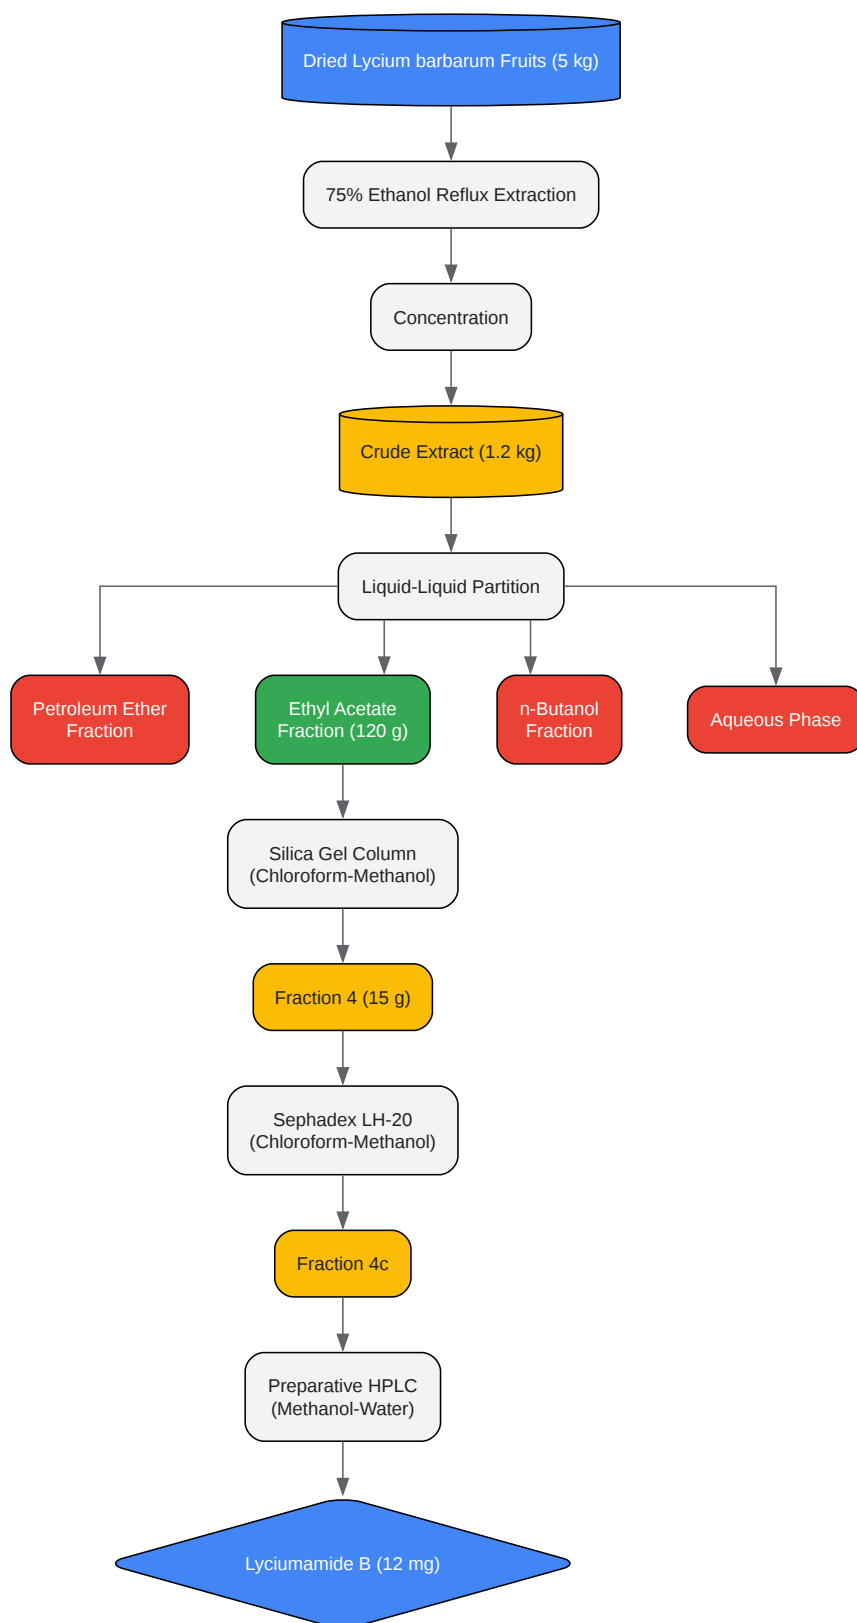 Dried Lycium barbarum Fruits (5 kg)
75% Ethanol Reflux Extraction
Concentration
Crude Extract (1.2 kg)
Liquid-Liquid Partition
Petroleum Ether
Fraction
Ethyl Acetate
Fraction (120 g)
n-Butanol
Fraction
Aqueous Phase
Silica Gel Column
(Chloroform-Methanol)
Fraction 4 (15 g)
Sephadex LH-20
(Chloroform-Methanol)
Fraction 4c
Preparative HPLC
(Methanol-Water)
Lyciumamide B (12 mg)